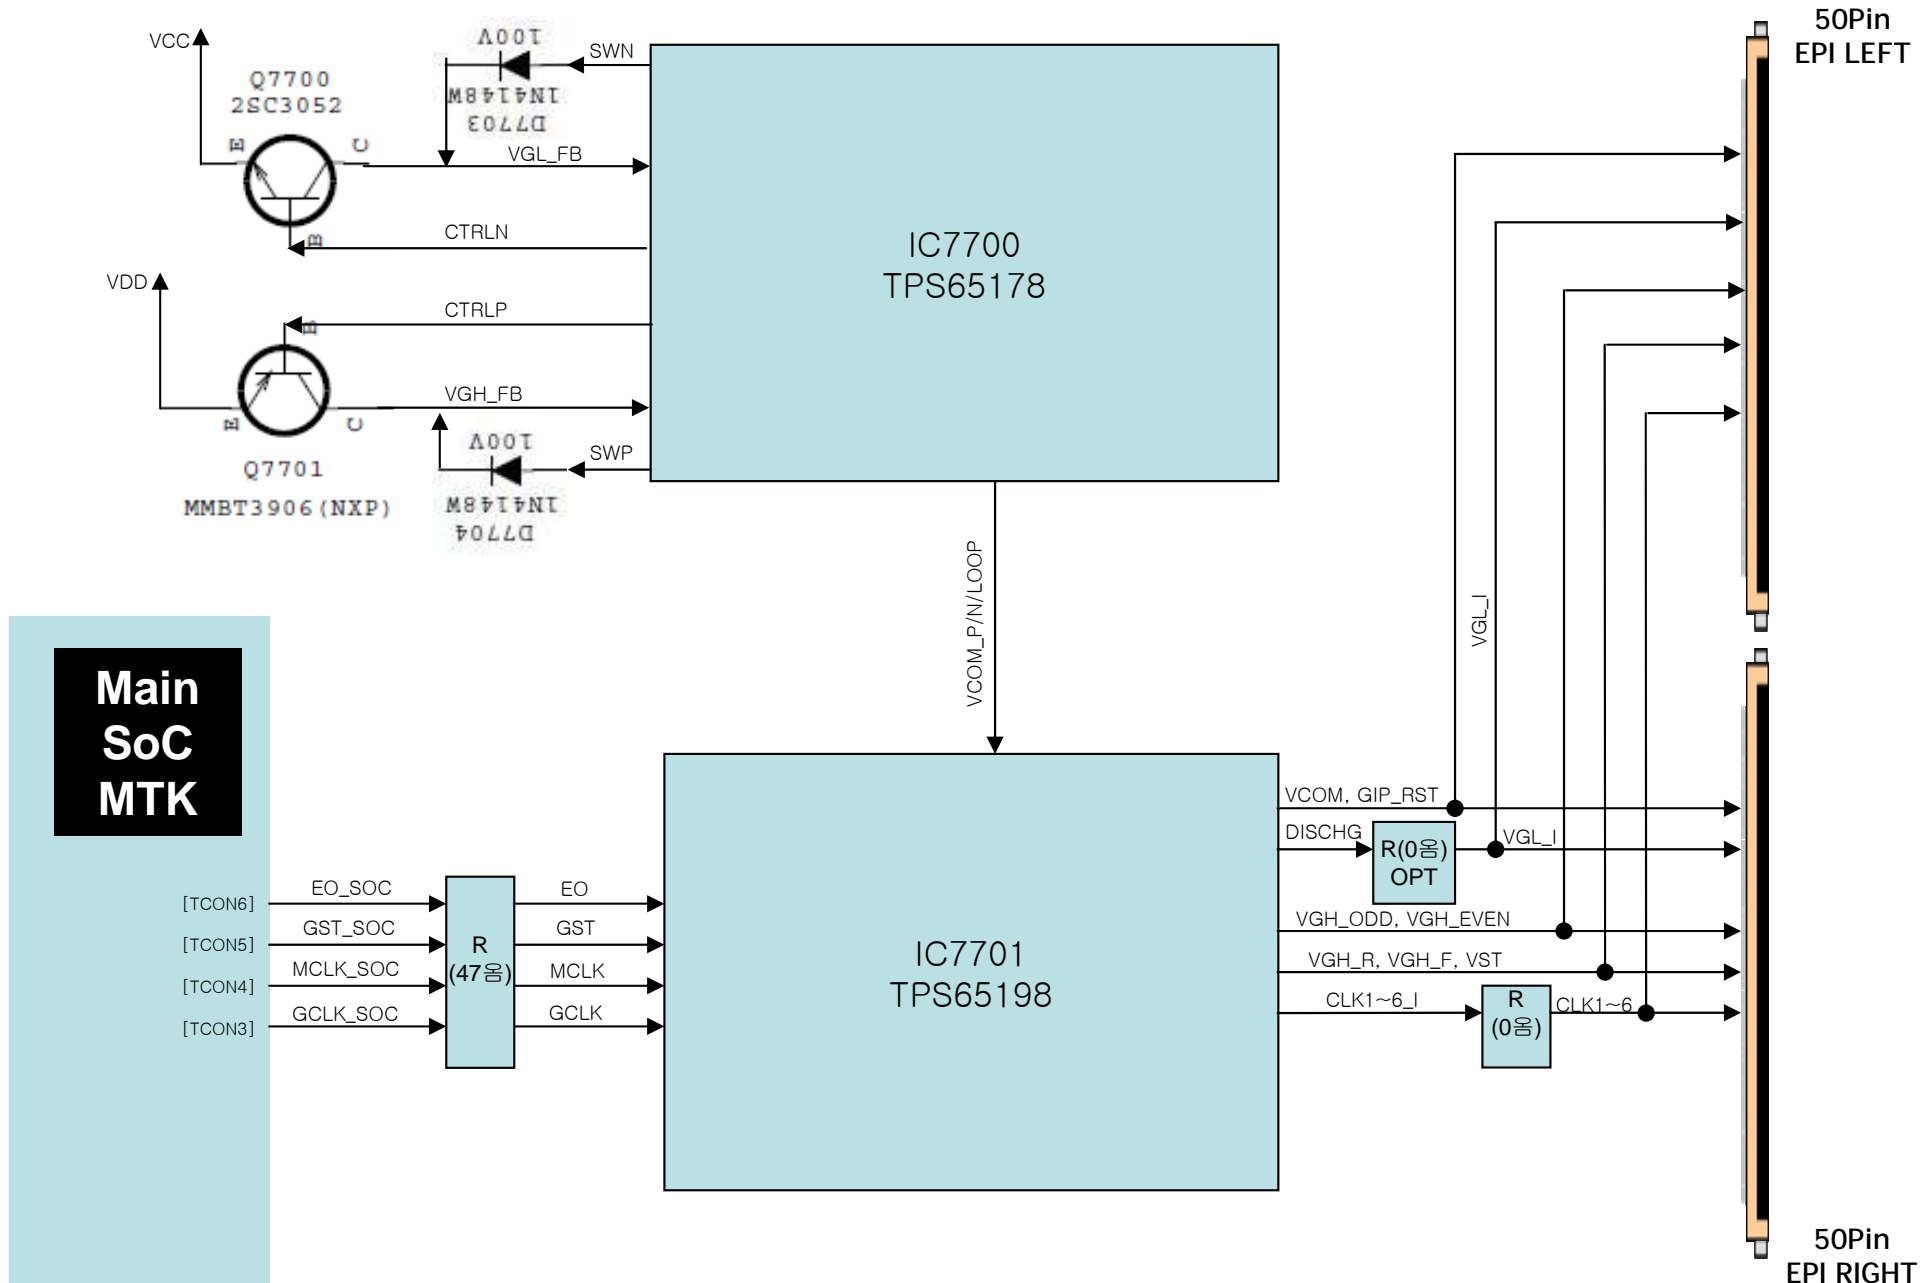 50Pin
EPI LEFT
VCC
Q7700
2SC3052
E
C
B
100V
1N4148W
D7703
SWN
VGL_FB
CTRLN
IC7700
TPS65178
VDD
CTRLP
B
VGH_FB
E
C
Q7701
MMBT3906(NXP)
100V
1N4148W
D7704
SWP
VCOM_P/N/LOOP
VGL_I
Main
SoC
MTK
[TCON6]
[TCON5]
[TCON4]
[TCON3]
EO_SOC
GST_SOC
MCLK_SOC
GCLK_SOC
R
(47옴)
EO
GST
MCLK
GCLK
IC7701
TPS65198
VCOM, GIP_RST
DISCHG
R(0옴)
OPT
VGL_I
VGH_ODD, VGH_EVEN
VGH_R, VGH_F, VST
CLK1~6_I
R
(0옴)
CLK1~6
50Pin
EPI RIGHT